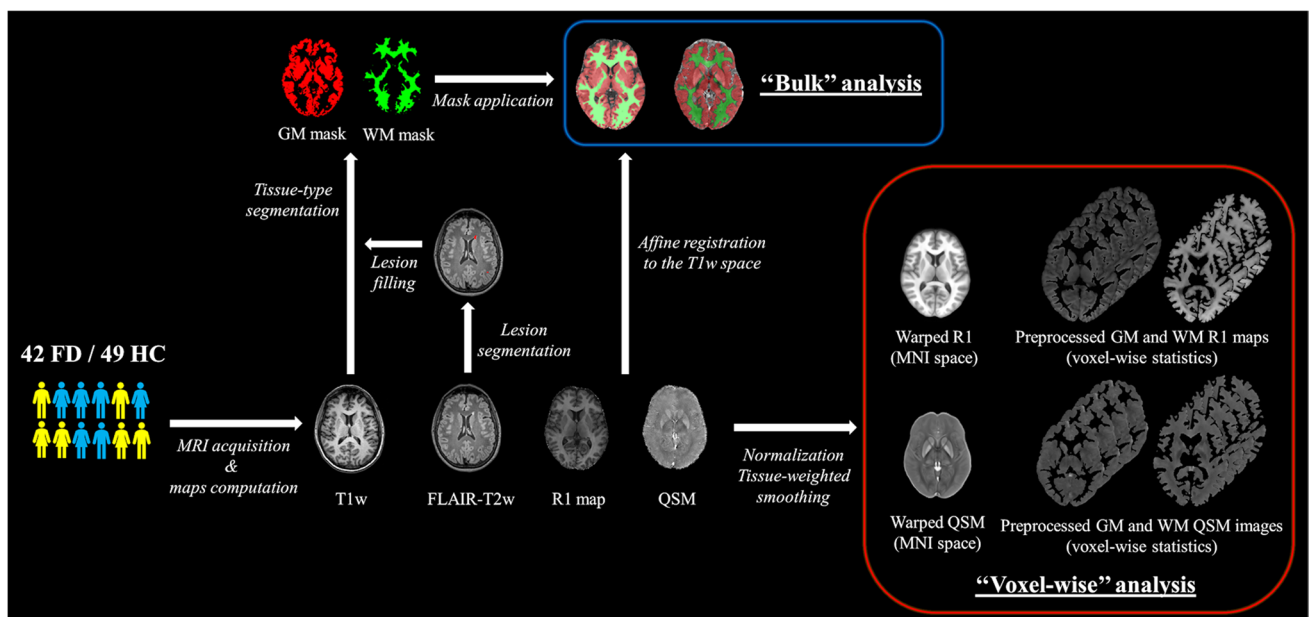 GM mask
WM mask
Mask application
“Bulk” analysis
Tissue-type
segmentation
Lesion
filling
Affine registration
to the T1w space
Lesion
segmentation
42 FD / 49 HC
MRI acquisition
&
maps computation
T1w
FLAIR-T2w
R1 map
QSM
Normalization
Tissue-weighted
smoothing
Warped R1
(MNI space)
Preprocessed GM and WM R1 maps
(voxel-wise statistics)
Warped QSM
(MNI space)
Preprocessed GM and WM QSM images
(voxel-wise statistics)
“Voxel-wise” analysis